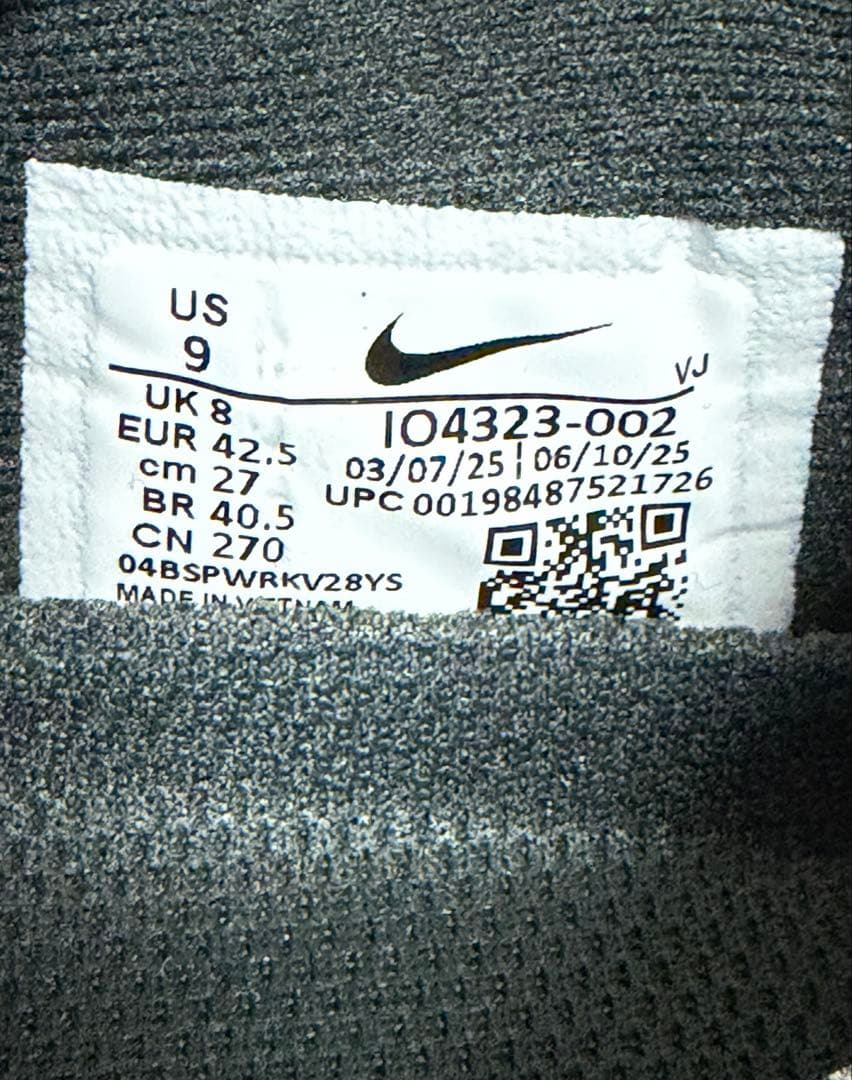 US
9
VJ
UK 8
EUR 42.5
cm 27
BR 40.5
CN 270
04BSPWRKV28YS
MADE IN VIETNAM
IO4323-002
03/07/25 | 06/10/25
UPC 00198487521726